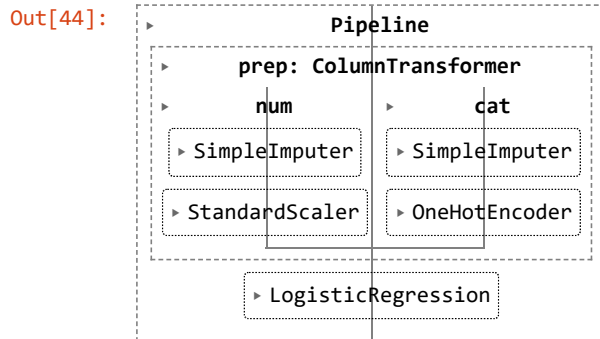 Out[44]:
Pipeline
prep: ColumnTransformer
num cat
SimpleImputer SimpleImputer
StandardScaler OneHotEncoder
LogisticRegression